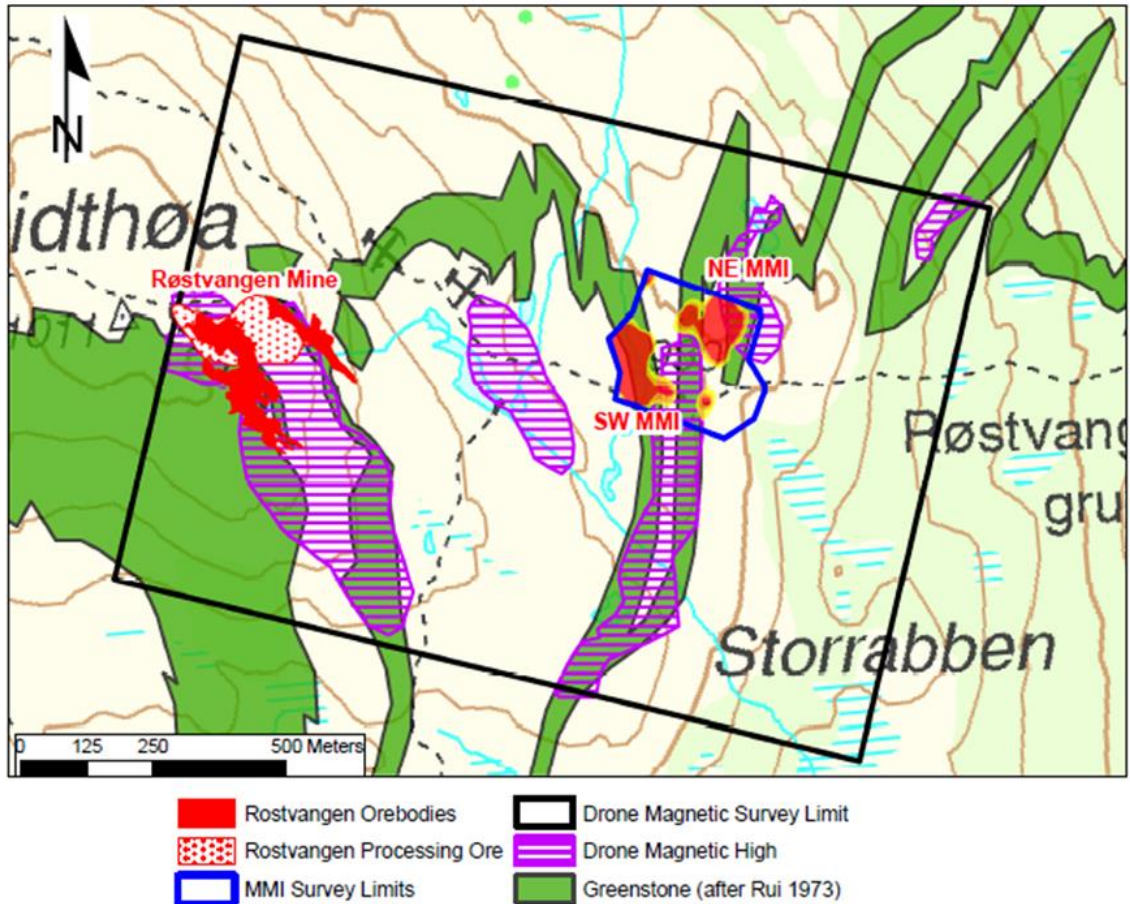 N
idthøa
Røstvangen Mine
NE MMI
1011
SW MMI
Røstvang
gru
Storrabben
0 125 250 500 Meters
Rostvangen Orebodies
Drone Magnetic Survey Limit
Rostvangen Processing Ore
Drone Magnetic High
MMI Survey Limits
Greenstone (after Rui 1973)